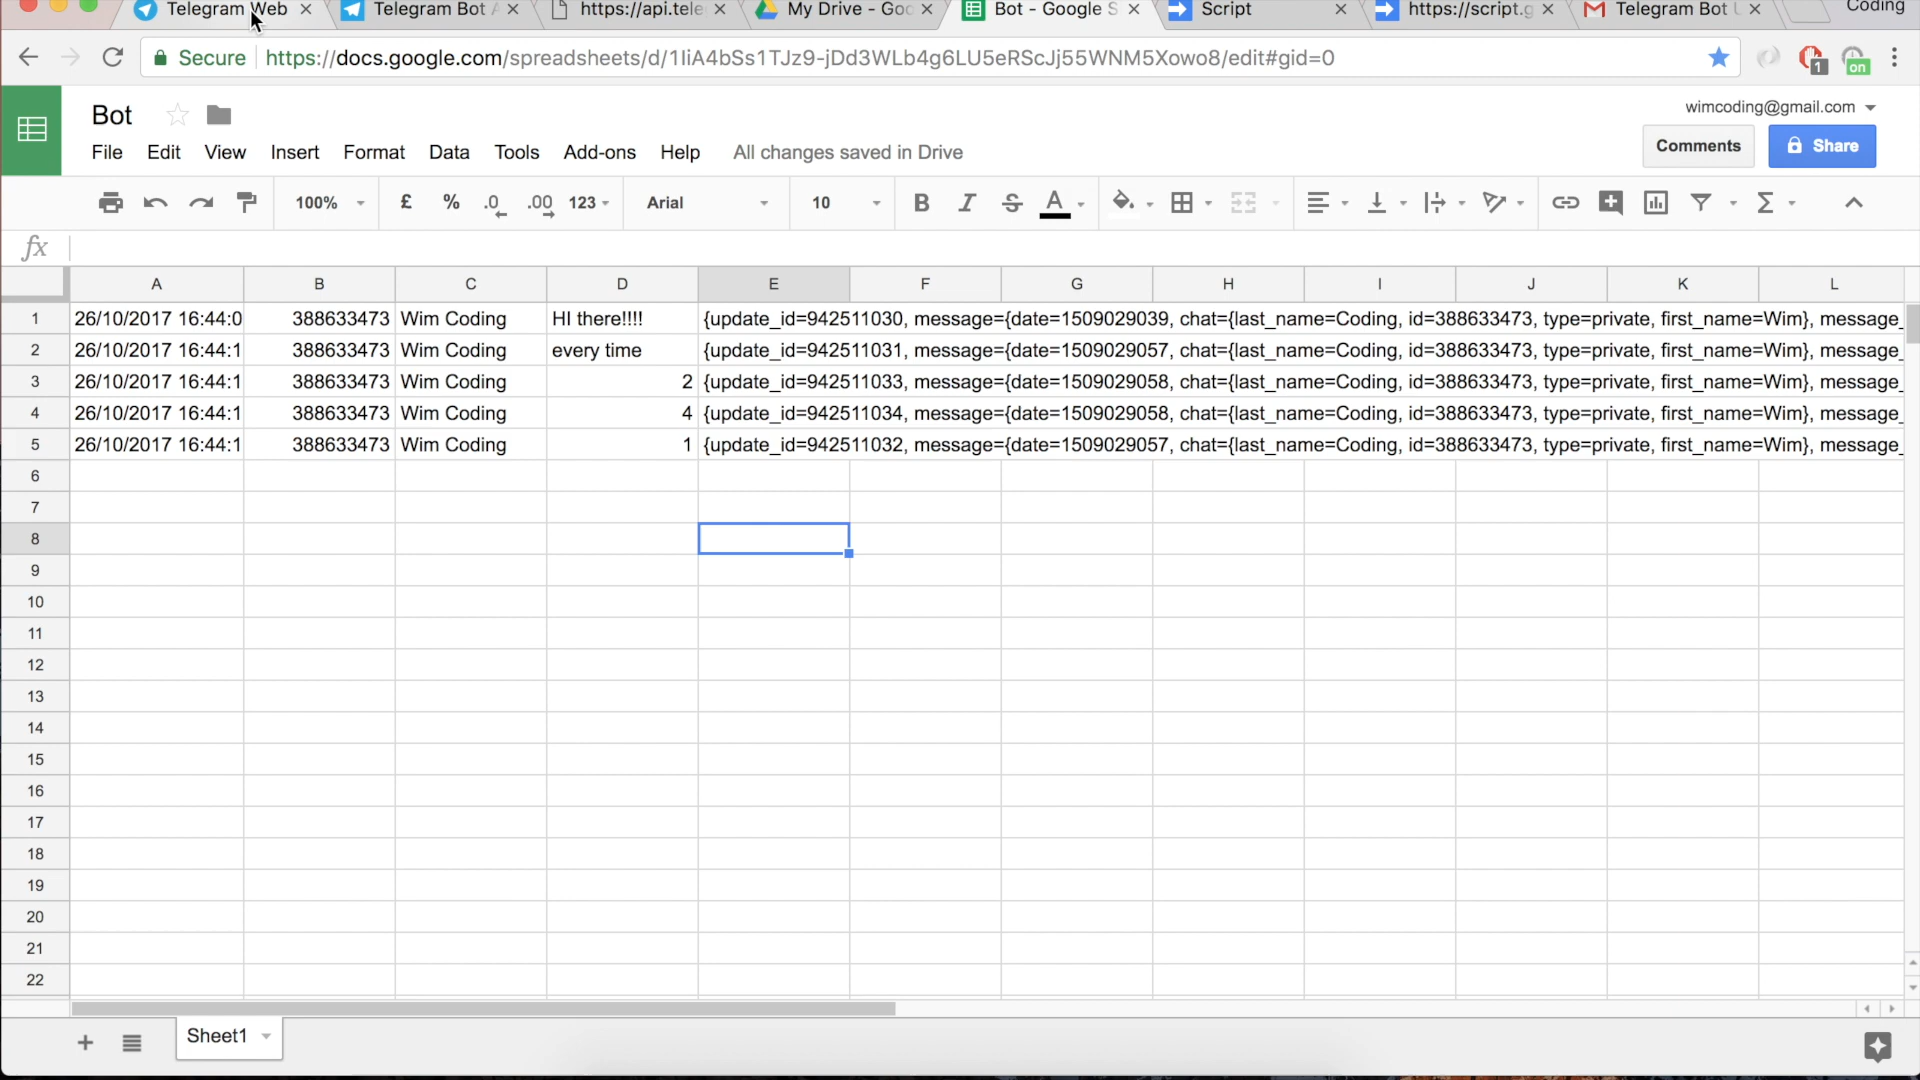 Telegram Web Telegram Bot https://api.tele My Drive - Goo Bot - Google S Script https://script.g Telegram Bot Coding
Secure https://docs.google.com/spreadsheets/d/1IiA4bSs1TJz9-jDd3WLb4g6LU5eRScJj55WNM5Xowo8/edit#gid=0 1 on
Bot wimcoding@gmail.com
File Edit View Insert Format Data Tools Add-ons Help All changes saved in Drive Comments Share
100% £ % .0 .00 123 Arial 10 B I S A
fx
A B C D E F G H I J K L
1 26/10/2017 16:44:0 388633473 Wim Coding HI there!!!! {update_id=942511030, message={date=1509029039, chat={last_name=Coding, id=388633473, type=private, first_name=Wim}, message_
2 26/10/2017 16:44:1 388633473 Wim Coding every time {update_id=942511031, message={date=1509029057, chat={last_name=Coding, id=388633473, type=private, first_name=Wim}, message_
3 26/10/2017 16:44:1 388633473 Wim Coding 2 {update_id=942511033, message={date=1509029058, chat={last_name=Coding, id=388633473, type=private, first_name=Wim}, message_
4 26/10/2017 16:44:1 388633473 Wim Coding 4 {update_id=942511034, message={date=1509029058, chat={last_name=Coding, id=388633473, type=private, first_name=Wim}, message_
5 26/10/2017 16:44:1 388633473 Wim Coding 1 {update_id=942511032, message={date=1509029057, chat={last_name=Coding, id=388633473, type=private, first_name=Wim}, message_
6
7
8
9
10
11
12
13
14
15
16
17
18
19
20
21
22
Sheet1